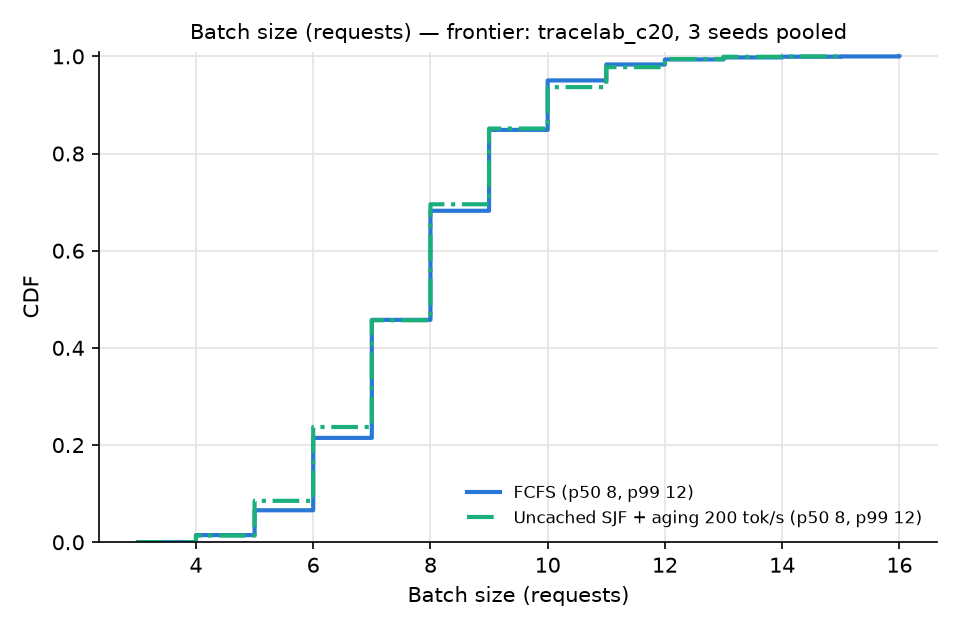 Batch size (requests) — frontier: tracelab_c20, 3 seeds pooled
1.0
0.8
0.6
0.4
0.2
0.0
CDF
FCFS (p50 8, p99 12)
Uncached SJF + aging 200 tok/s (p50 8, p99 12)
4 6 8 10 12 14 16
Batch size (requests)